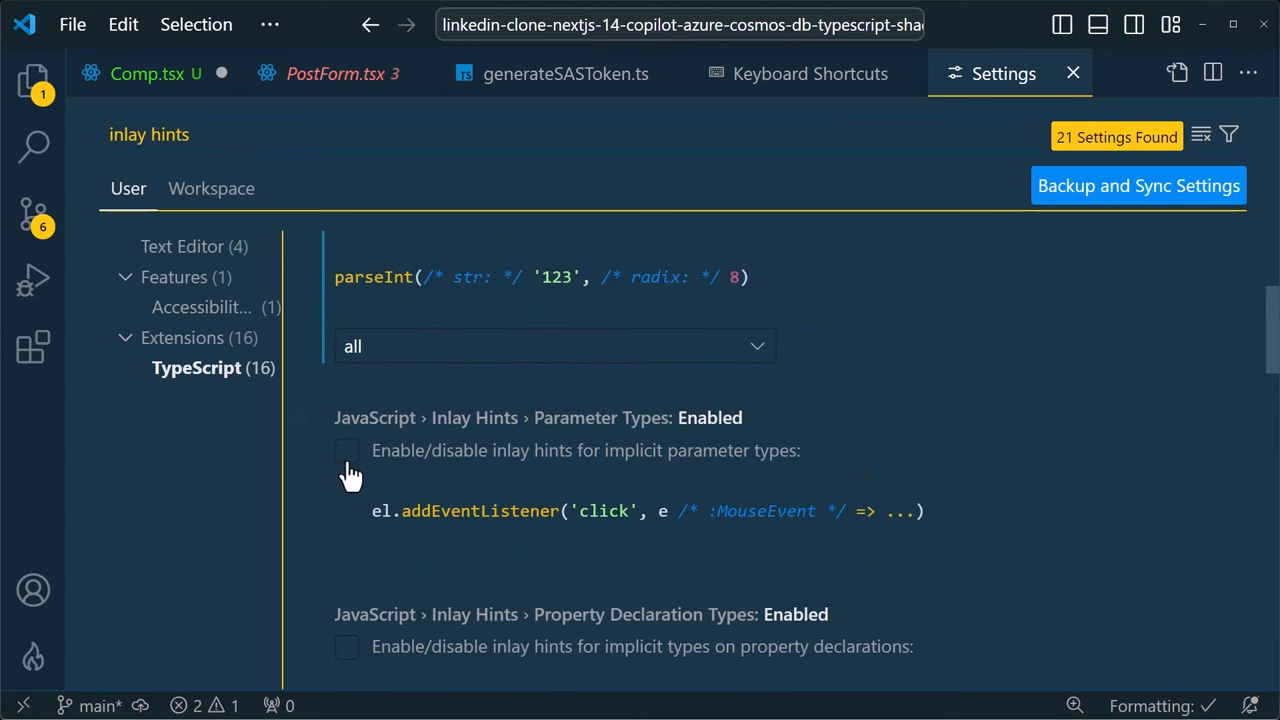 File Edit Selection ··· linkedin-clone-nextjs-14-copilot-azure-cosmos-db-typescript-shad
Comp.tsx U PostForm.tsx 3 TS generateSASToken.ts Keyboard Shortcuts Settings
1
inlay hints 21 Settings Found
User Workspace Backup and Sync Settings
6
Text Editor (4)
Features (1)
Accessibilit... (1)
Extensions (16)
TypeScript (16)
parseInt(/* str: */ '123', /* radix: */ 8)
all
JavaScript › Inlay Hints › Parameter Types: Enabled
Enable/disable inlay hints for implicit parameter types:
el.addEventListener('click', e /* :MouseEvent */ => ...)
JavaScript › Inlay Hints › Property Declaration Types: Enabled
Enable/disable inlay hints for implicit types on property declarations:
main* 2 1 0 Formatting: ✓